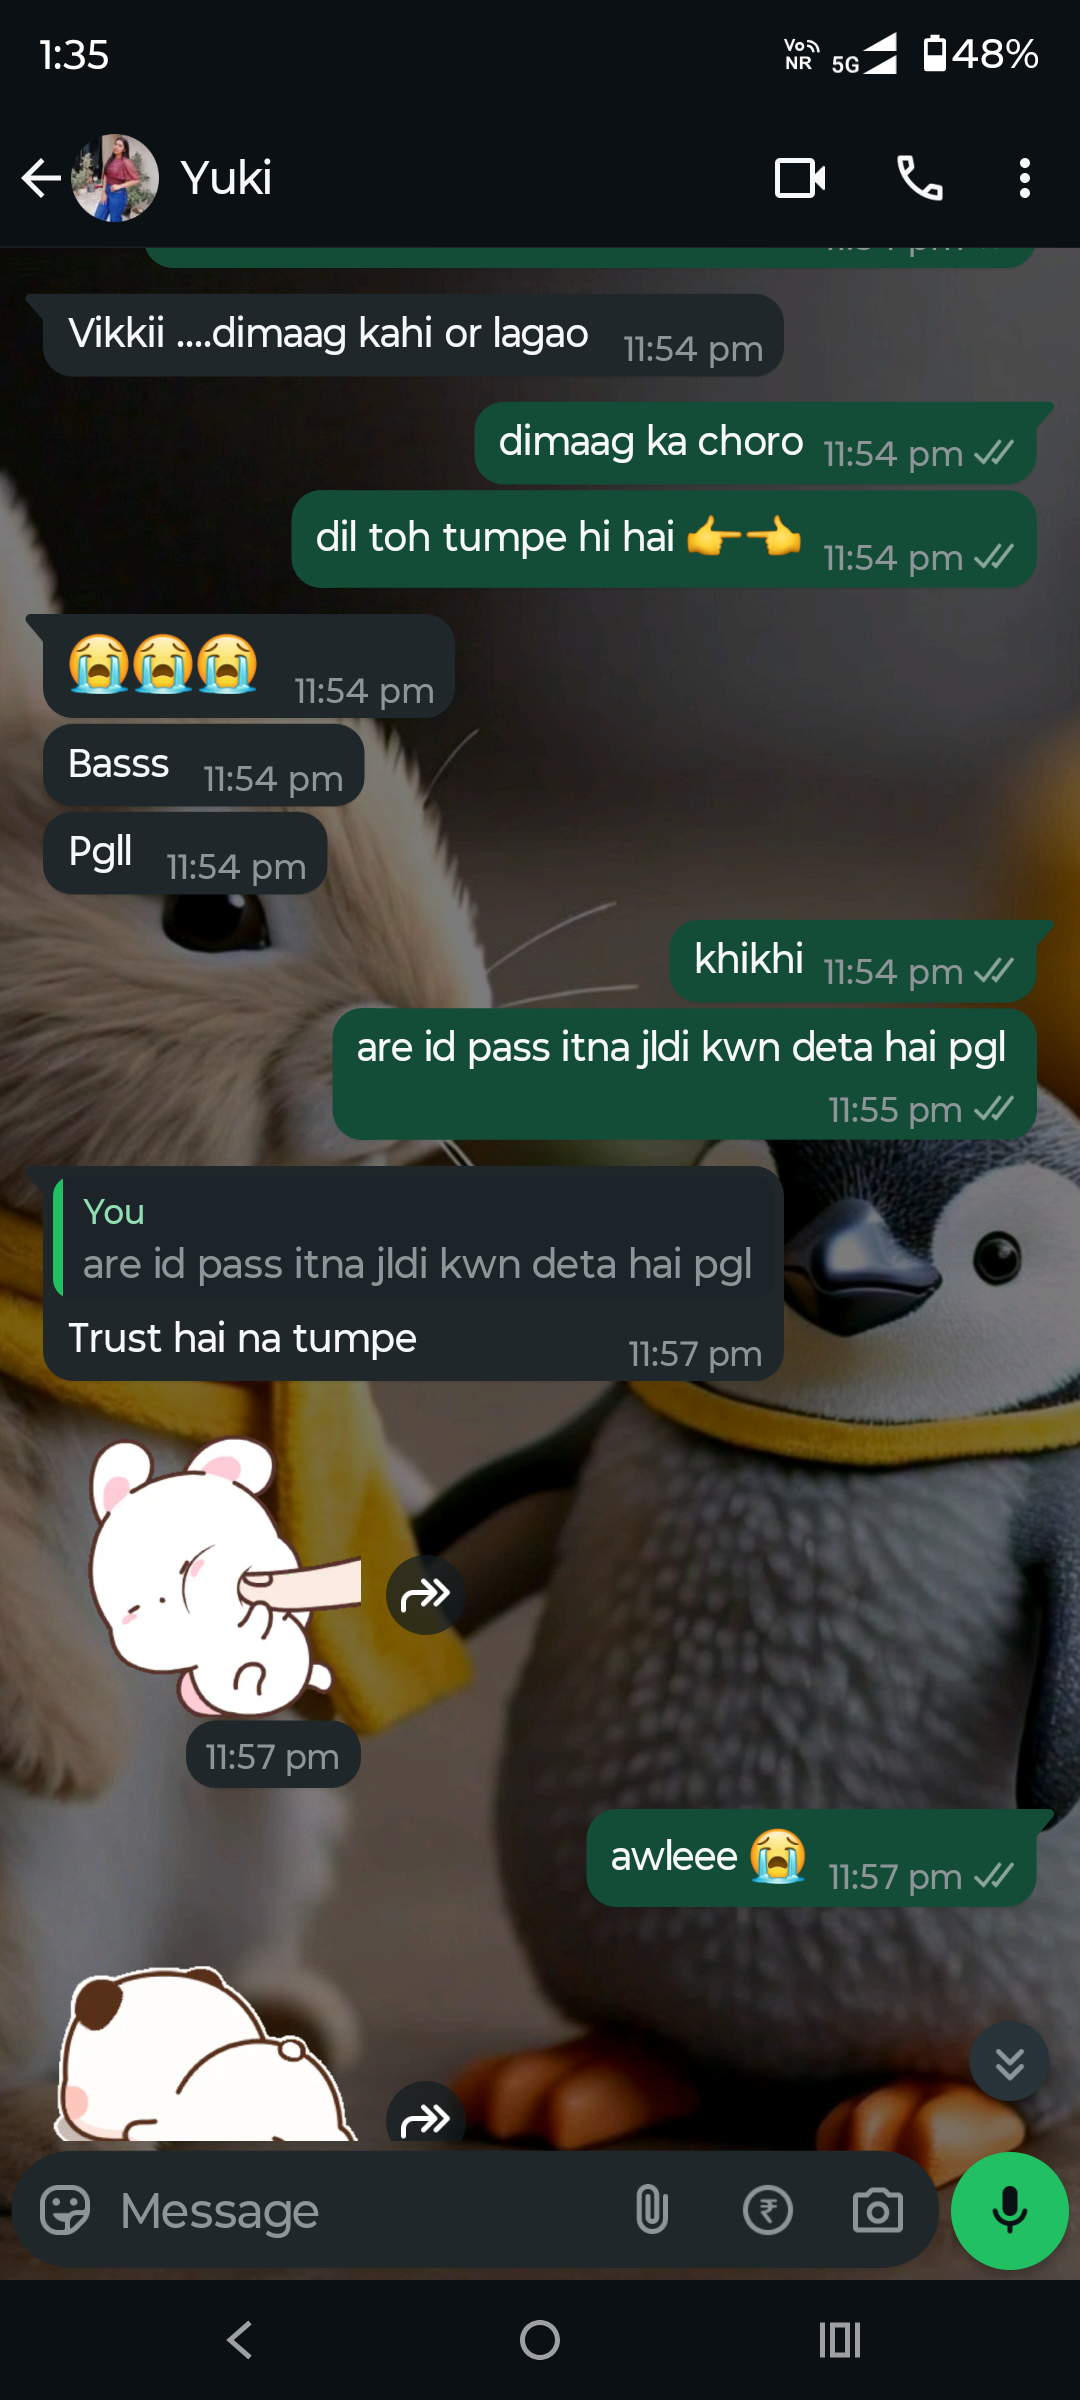 1:35
Vo NR 5G 48%
Yuki
Vikkii ....dimaag kahi or lagao 11:54 pm
dimaag ka choro 11:54 pm
dil toh tumpe hi hai 👉👈 11:54 pm
😭😭😭 11:54 pm
Basss 11:54 pm
Pgll 11:54 pm
khikhi 11:54 pm
are id pass itna jldi kwn deta hai pgl
11:55 pm
You
are id pass itna jldi kwn deta hai pgl
Trust hai na tumpe 11:57 pm
11:57 pm
awleee 😭 11:57 pm
Message